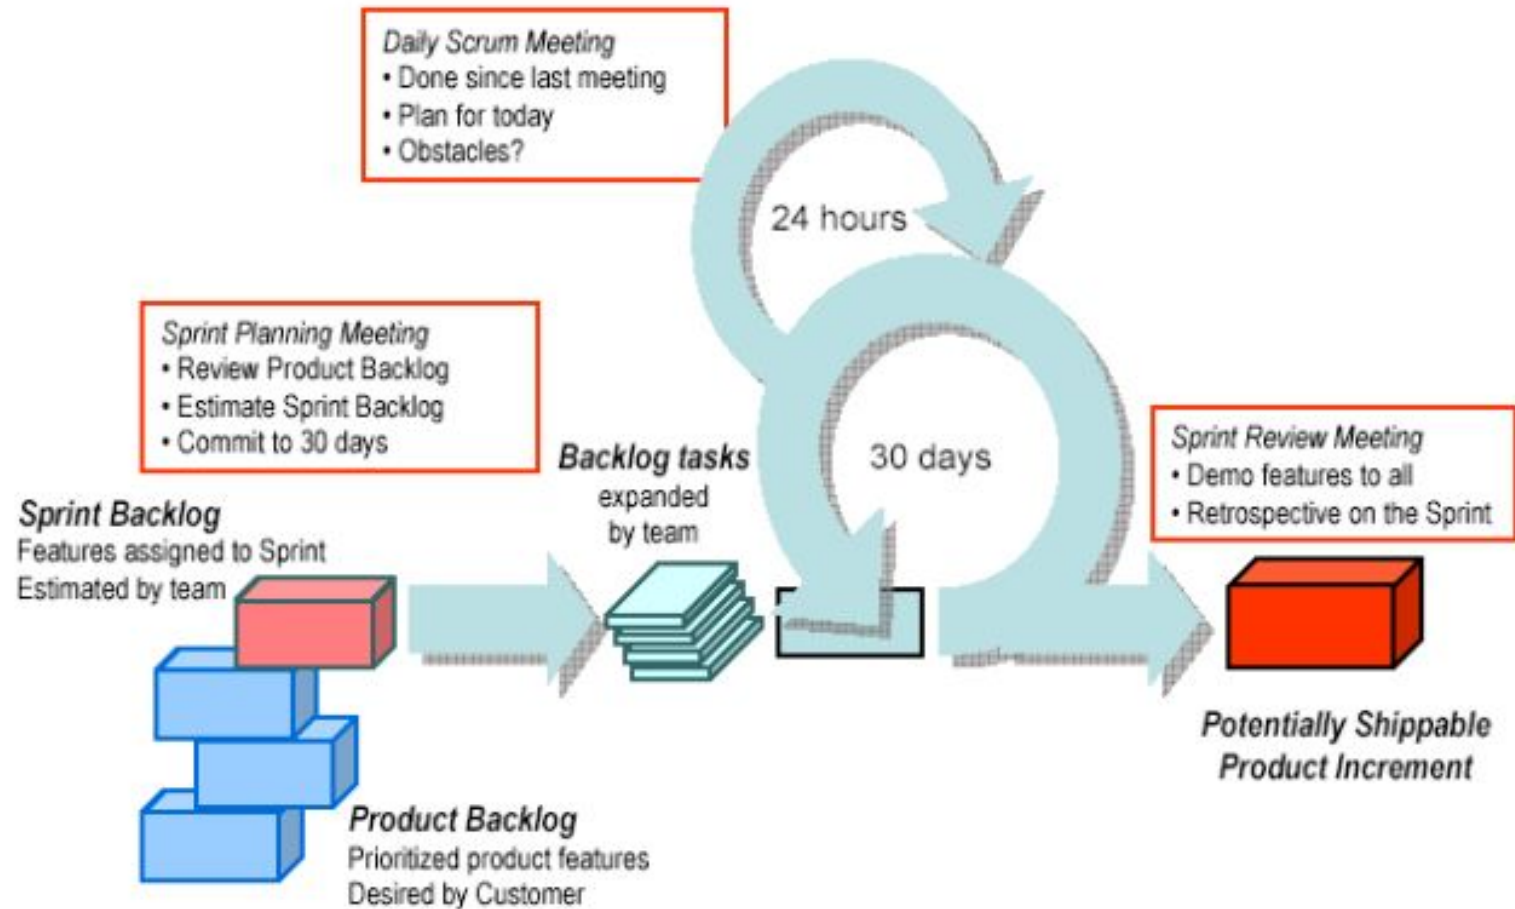 Daily Scrum Meeting
• Done since last meeting
• Plan for today
• Obstacles?
24 hours
Sprint Planning Meeting
• Review Product Backlog
• Estimate Sprint Backlog
• Commit to 30 days
Backlog tasks
expanded
by team
30 days
Sprint Review Meeting
• Demo features to all
• Retrospective on the Sprint
Sprint Backlog
Features assigned to Sprint
Estimated by team
Potentially Shippable
Product Increment
Product Backlog
Prioritized product features
Desired by Customer